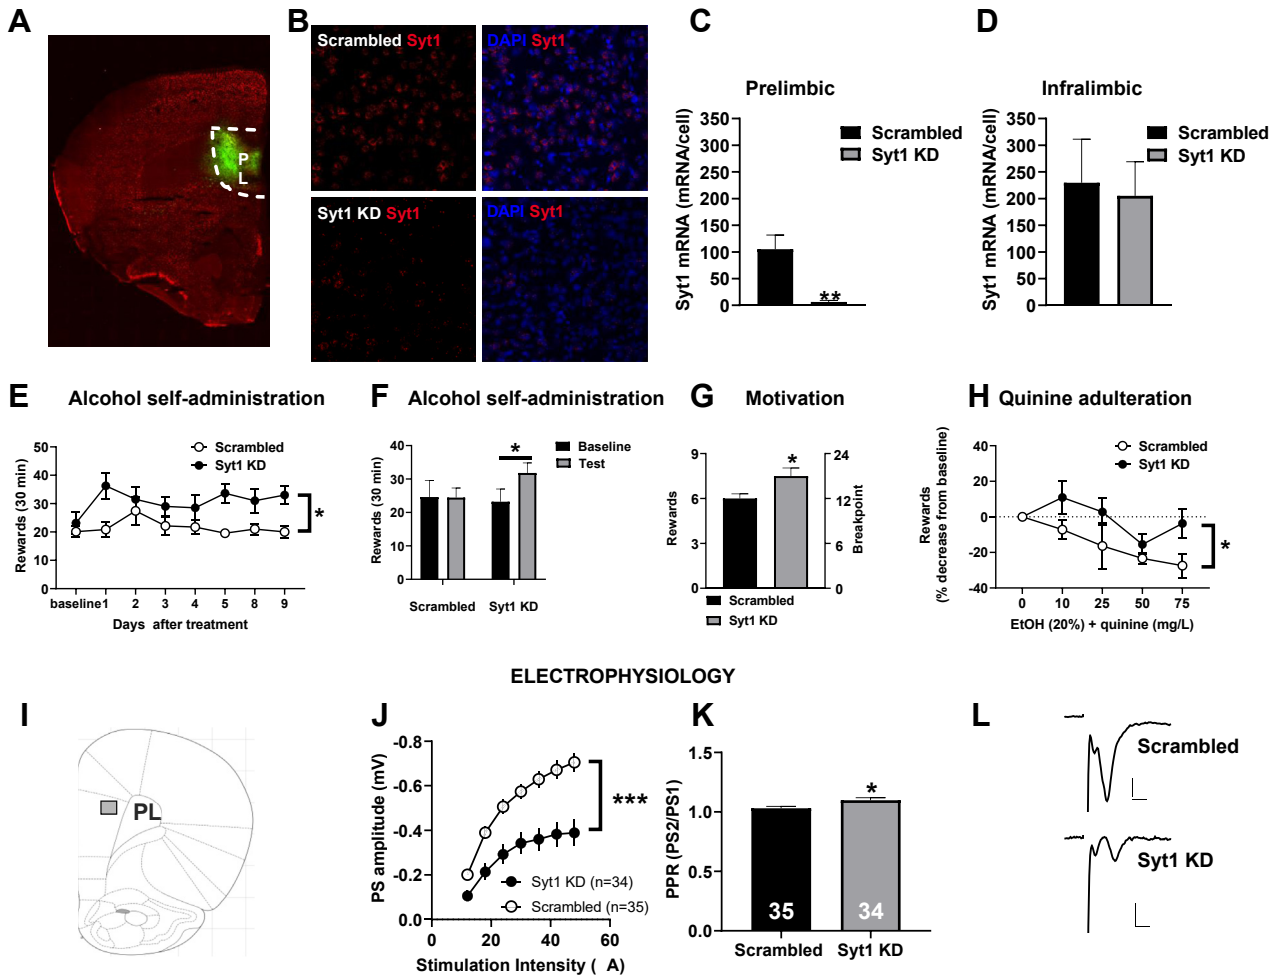 A
P
L
B
Scrambled Syt1
DAPI Syt1
Syt1 KD Syt1
DAPI Syt1
C
Prelimbic
Syt1 mRNA (mRNA/cell)
350
300
250
200
150
100
50
0
Scrambled
Syt1 KD
**
D
Infralimbic
Syt1 mRNA (mRNA/cell)
350
300
250
200
150
100
50
0
Scrambled
Syt1 KD
E
Alcohol self-administration
Rewards (30 min)
50
40
30
20
10
0
Scrambled
Syt1 KD
*
baseline 1 2 3 4 5 8 9
Days after treatment
F
Alcohol self-administration
Rewards (30 min)
40
30
20
10
0
*
Baseline
Test
Scrambled Syt1 KD
G
Motivation
Rewards
9
6
3
0
*
24
18
12
6
0
Breakpoint
Scrambled
Syt1 KD
H
Quinine adulteration
Rewards
(% decrease from baseline)
40
20
0
-20
-40
Scrambled
Syt1 KD
*
0 10 25 50 75
EtOH (20%) + quinine (mg/L)
ELECTROPHYSIOLOGY
I
PL
J
PS amplitude (mV)
-0.8
-0.6
-0.4
-0.2
0.0
***
Syt1 KD (n=34)
Scrambled (n=35)
0 20 40 60
Stimulation Intensity ( A)
K
PPR (PS2/PS1)
1.5
1.0
0.5
0.0
*
35 34
Scrambled Syt1 KD
L
Scrambled
Syt1 KD